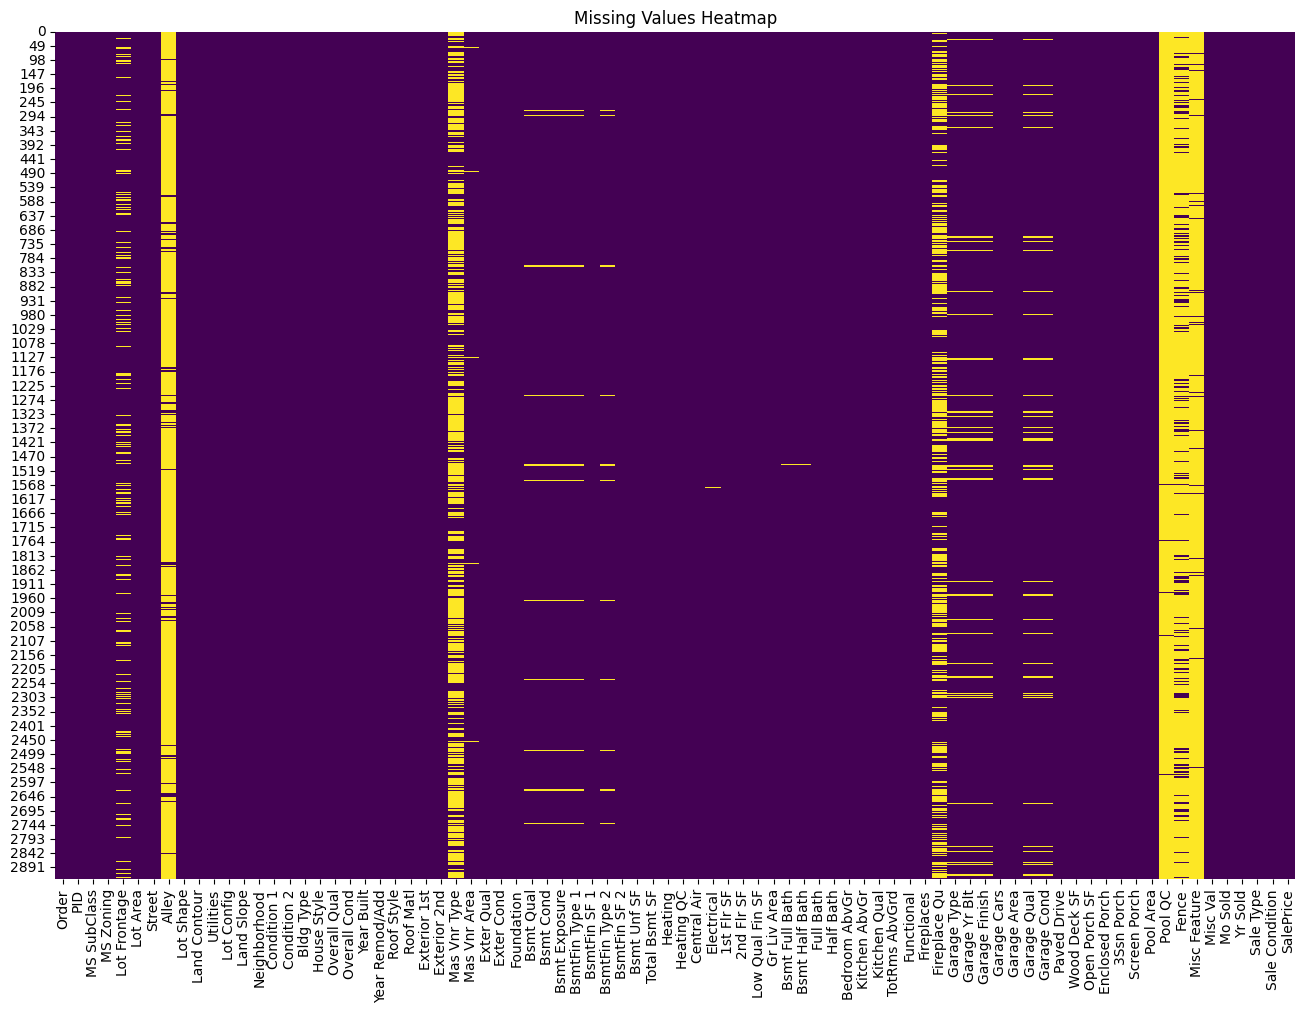 Missing Values Heatmap
0
49
98
147
196
245
294
343
392
441
490
539
588
637
686
735
784
833
882
931
980
1029
1078
1127
1176
1225
1274
1323
1372
1421
1470
1519
1568
1617
1666
1715
1764
1813
1862
1911
1960
2009
2058
2107
2156
2205
2254
2303
2352
2401
2450
2499
2548
2597
2646
2695
2744
2793
2842
2891
Order
PID
MS SubClass
MS Zoning
Lot Frontage
Lot Area
Street
Alley
Lot Shape
Land Contour
Utilities
Lot Config
Land Slope
Neighborhood
Condition 1
Condition 2
Bldg Type
House Style
Overall Qual
Overall Cond
Year Built
Year Remod/Add
Roof Style
Roof Matl
Exterior 1st
Exterior 2nd
Mas Vnr Type
Mas Vnr Area
Exter Qual
Exter Cond
Foundation
Bsmt Qual
Bsmt Cond
Bsmt Exposure
BsmtFin Type 1
BsmtFin SF 1
BsmtFin Type 2
BsmtFin SF 2
Bsmt Unf SF
Total Bsmt SF
Heating
Heating QC
Central Air
Electrical
1st Flr SF
2nd Flr SF
Low Qual Fin SF
Gr Liv Area
Bsmt Full Bath
Bsmt Half Bath
Full Bath
Half Bath
Bedroom AbvGr
Kitchen AbvGr
Kitchen Qual
TotRms AbvGrd
Functional
Fireplaces
Fireplace Qu
Garage Type
Garage Yr Blt
Garage Finish
Garage Cars
Garage Area
Garage Qual
Garage Cond
Paved Drive
Wood Deck SF
Open Porch SF
Enclosed Porch
3Ssn Porch
Screen Porch
Pool Area
Pool QC
Fence
Misc Feature
Misc Val
Mo Sold
Yr Sold
Sale Type
Sale Condition
SalePrice